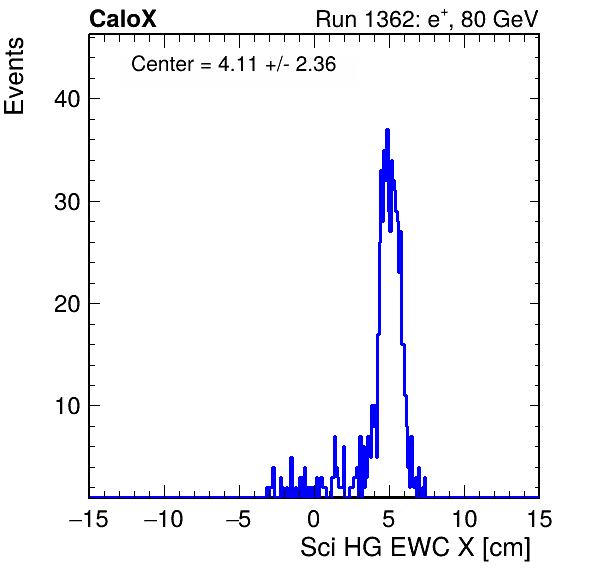 CaloX Run 1362: e⁺, 80 GeV
Center = 4.11 +/- 2.36
Events
40
30
20
10
−15 −10 −5 0 5 10 15
Sci HG EWC X [cm]